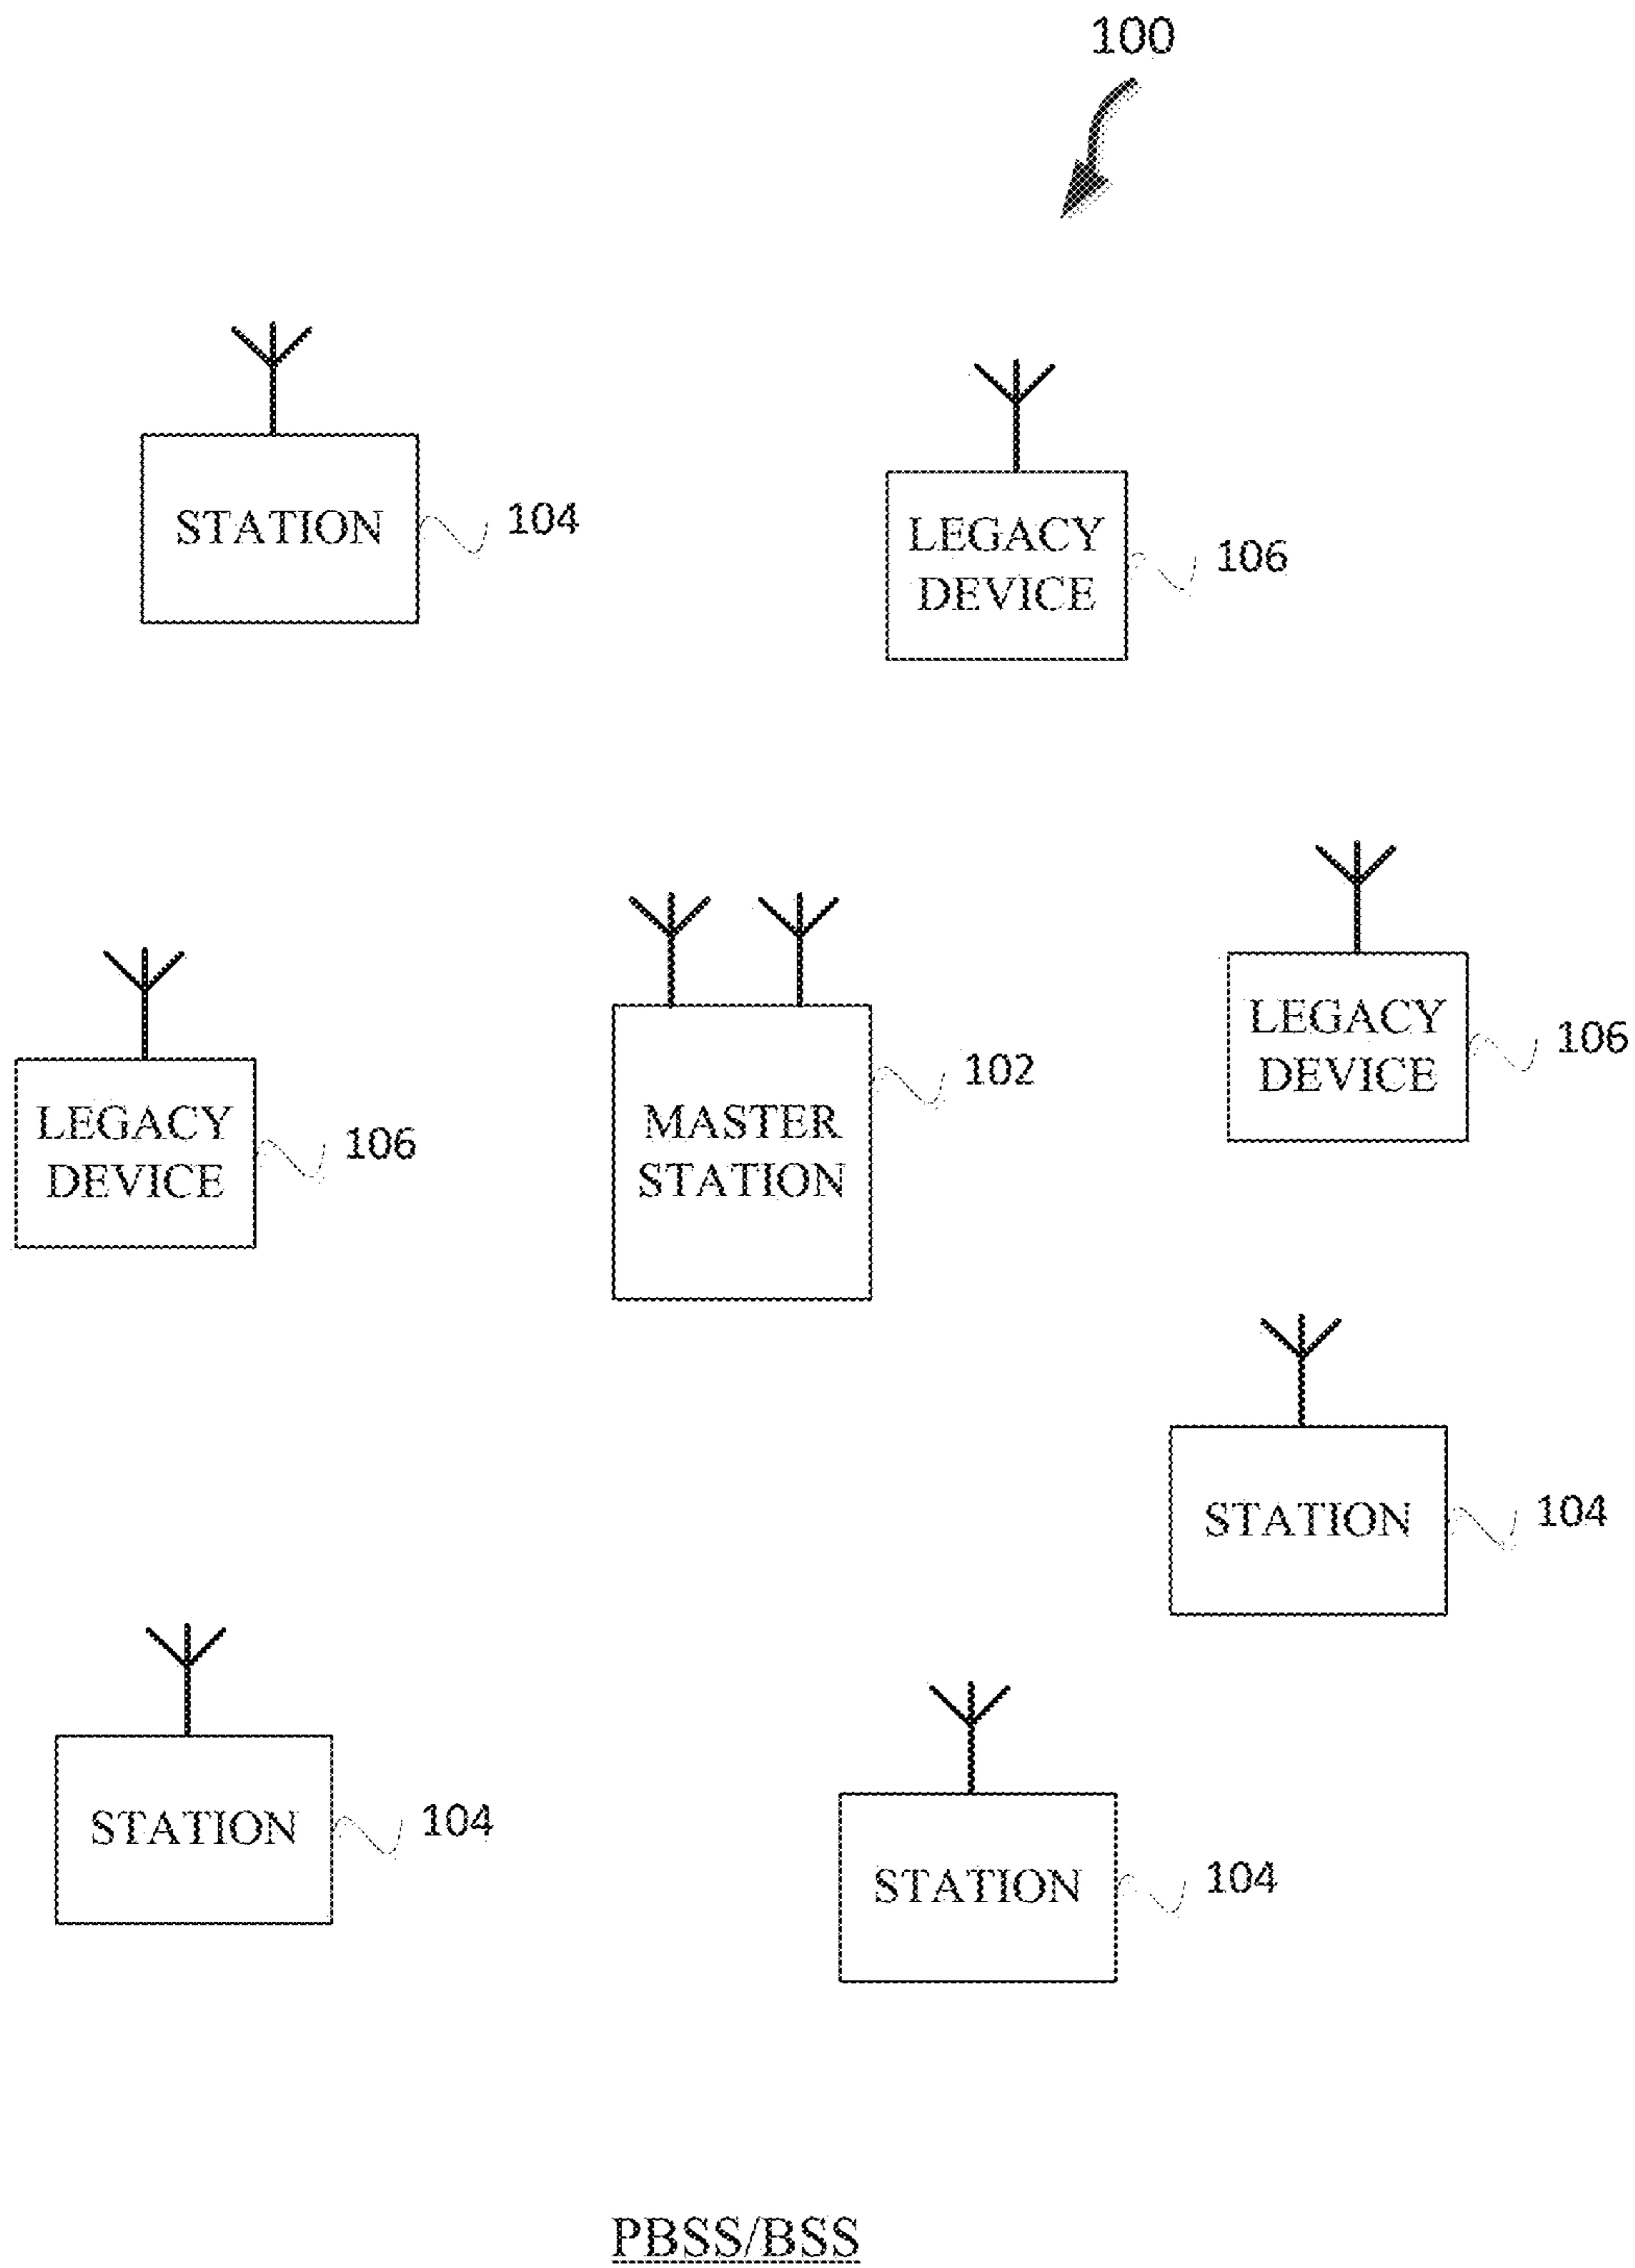 100
STATION
104
LEGACY
DEVICE
106
LEGACY
DEVICE
106
MASTER
STATION
102
LEGACY
DEVICE
106
STATION
104
STATION
104
STATION
104
PBSS/BSS